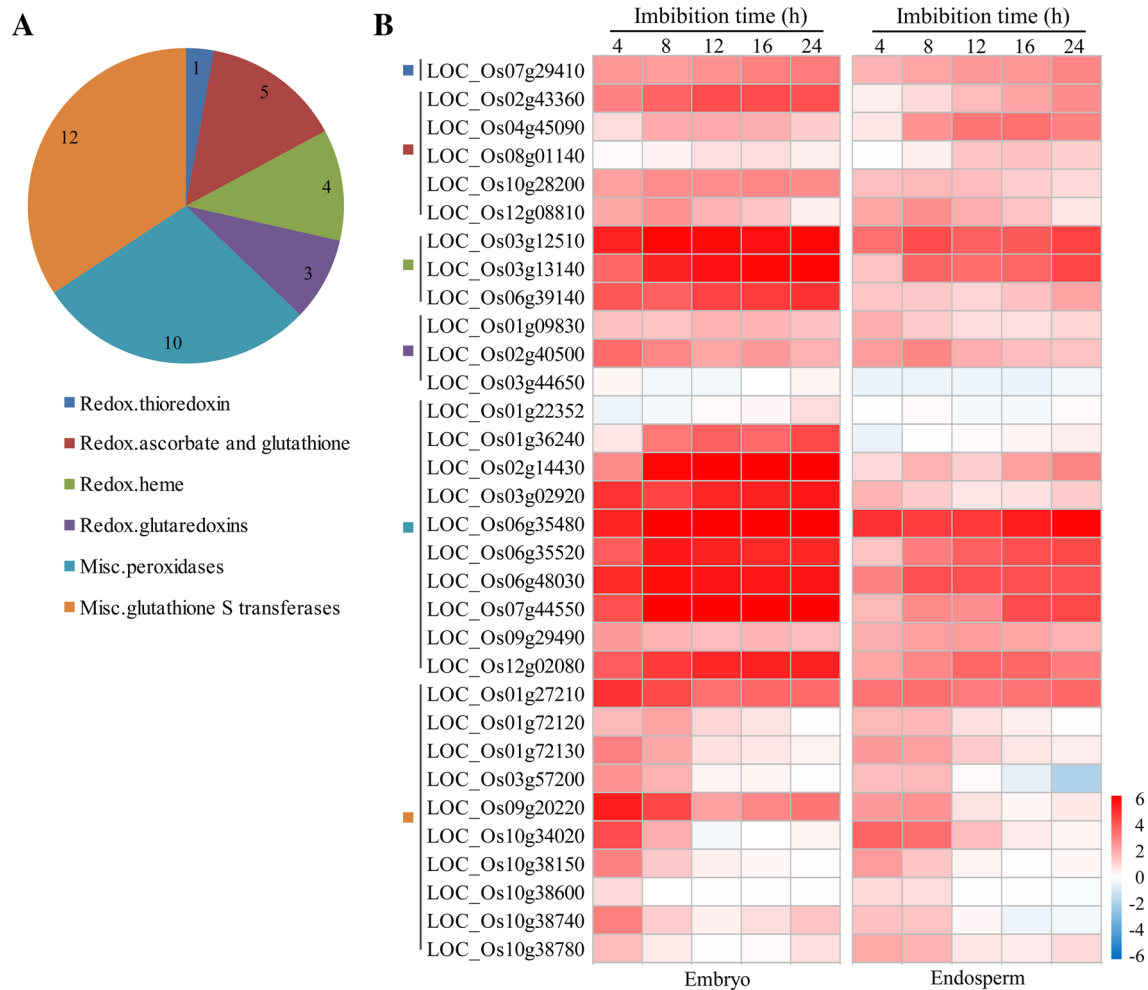 A
1
5
4
3
10
12
Redox.thioredoxin
Redox.ascorbate and glutathione
Redox.heme
Redox.glutaredoxins
Misc.peroxidases
Misc.glutathione S transferases
B
Imbibition time (h)
4 8 12 16 24
Imbibition time (h)
4 8 12 16 24
LOC_Os07g29410
LOC_Os02g43360
LOC_Os04g45090
LOC_Os08g01140
LOC_Os10g28200
LOC_Os12g08810
LOC_Os03g12510
LOC_Os03g13140
LOC_Os06g39140
LOC_Os01g09830
LOC_Os02g40500
LOC_Os03g44650
LOC_Os01g22352
LOC_Os01g36240
LOC_Os02g14430
LOC_Os03g02920
LOC_Os06g35480
LOC_Os06g35520
LOC_Os06g48030
LOC_Os07g44550
LOC_Os09g29490
LOC_Os12g02080
LOC_Os01g27210
LOC_Os01g72120
LOC_Os01g72130
LOC_Os03g57200
LOC_Os09g20220
LOC_Os10g34020
LOC_Os10g38150
LOC_Os10g38600
LOC_Os10g38740
LOC_Os10g38780
Embryo
Endosperm
6
4
2
0
-2
-4
-6